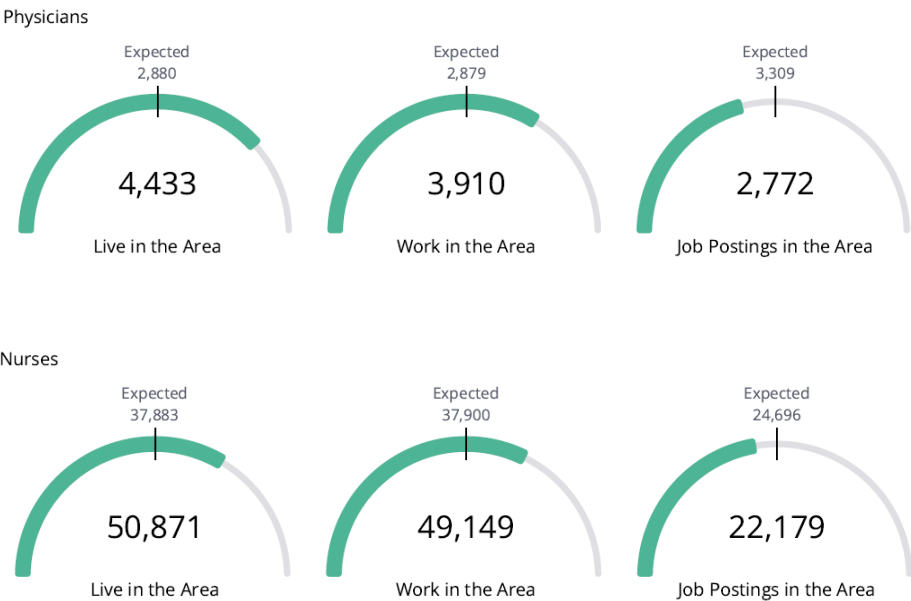 Physicians
Expected
2,880
4,433
Live in the Area
Expected
2,879
3,910
Work in the Area
Expected
3,309
2,772
Job Postings in the Area
Nurses
Expected
37,883
50,871
Live in the Area
Expected
37,900
49,149
Work in the Area
Expected
24,696
22,179
Job Postings in the Area